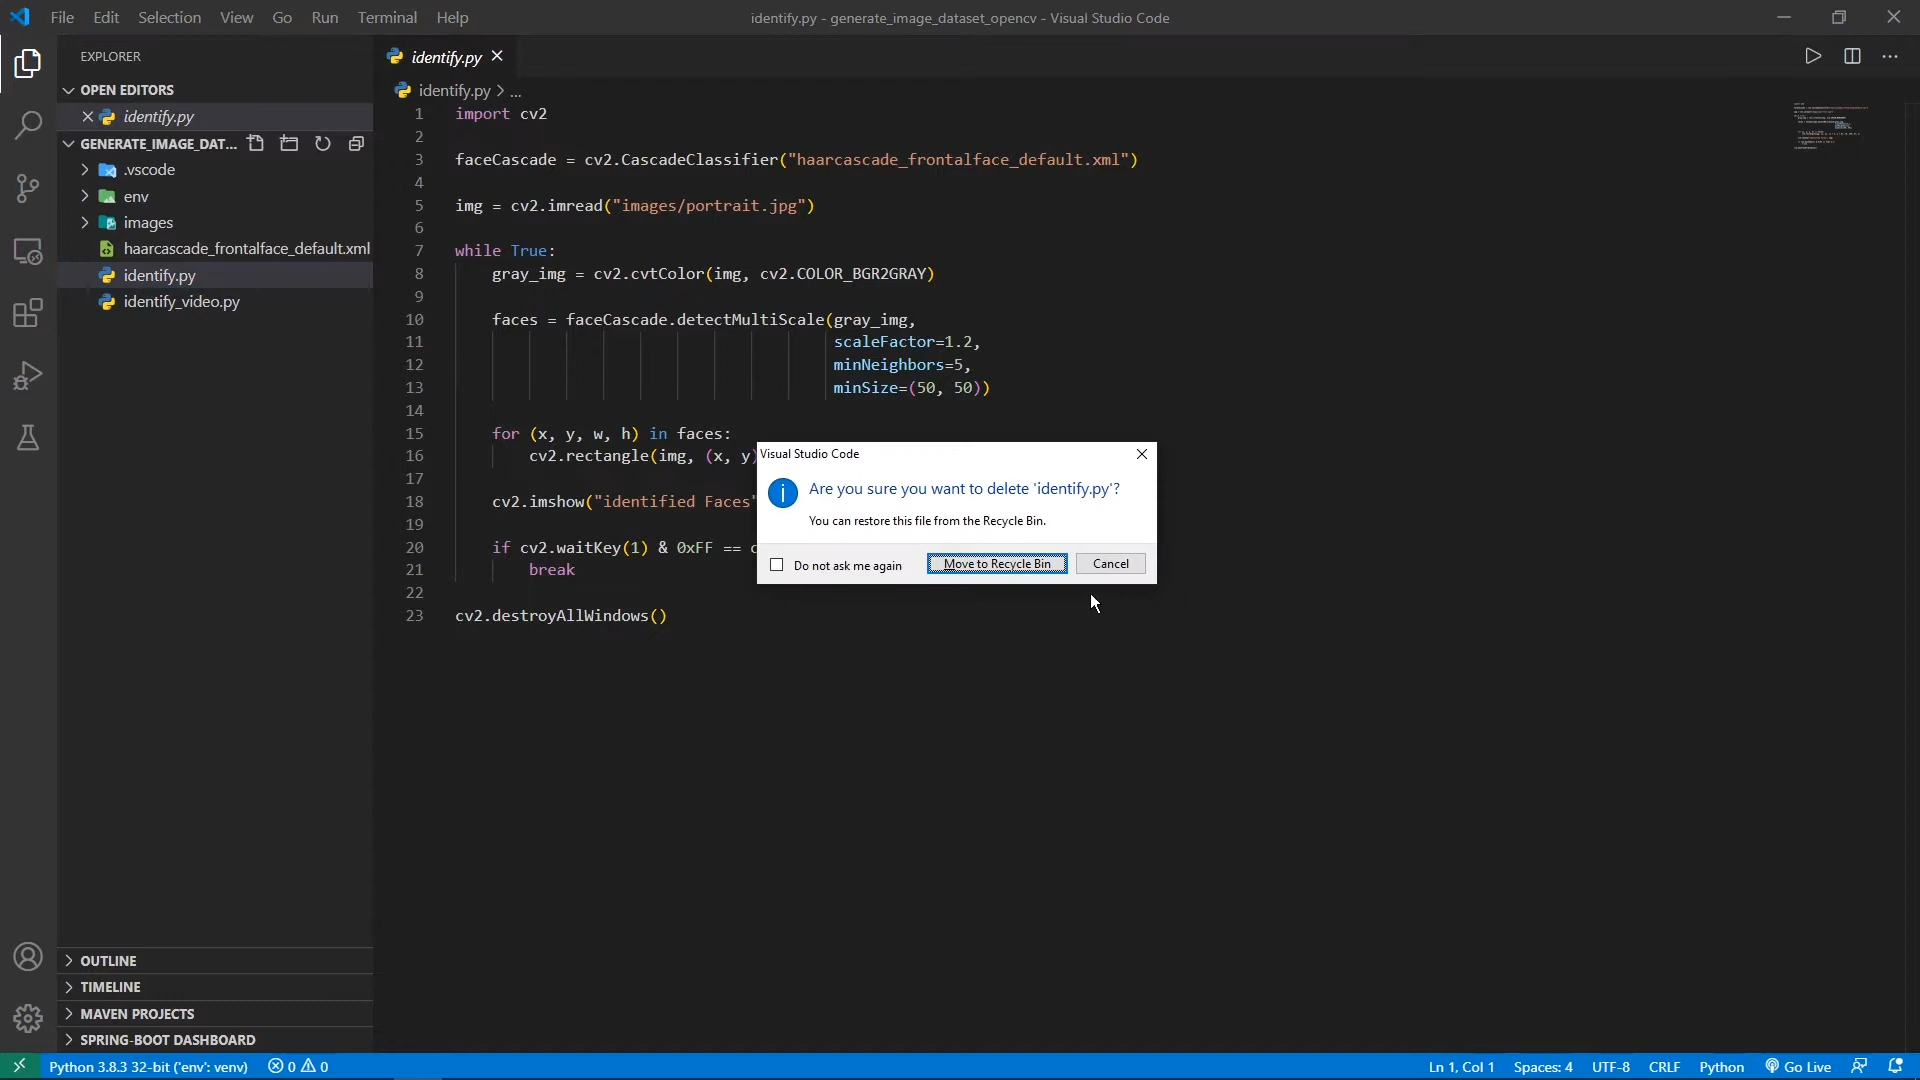 File Edit Selection View Go Run Terminal Help
identify.py - generate_image_dataset_opencv - Visual Studio Code
EXPLORER
OPEN EDITORS
identify.py
GENERATE_IMAGE_DAT...
.vscode
env
images
haarcascade_frontalface_default.xml
identify.py
identify_video.py
OUTLINE
TIMELINE
MAVEN PROJECTS
SPRING-BOOT DASHBOARD
identify.py
identify.py > ...
1 import cv2
2
3 faceCascade = cv2.CascadeClassifier("haarcascade_frontalface_default.xml")
4
5 img = cv2.imread("images/portrait.jpg")
6
7 while True:
8 gray_img = cv2.cvtColor(img, cv2.COLOR_BGR2GRAY)
9
10 faces = faceCascade.detectMultiScale(gray_img,
11 scaleFactor=1.2,
12 minNeighbors=5,
13 minSize=(50, 50))
14
15 for (x, y, w, h) in faces:
16 cv2.rectangle(img, (x, y)
17
18 cv2.imshow("identified Faces"
19
20 if cv2.waitKey(1) & 0xFF ==
21 break
22
23 cv2.destroyAllWindows()
Visual Studio Code
Are you sure you want to delete 'identify.py'?
You can restore this file from the Recycle Bin.
Do not ask me again
Move to Recycle Bin
Cancel
Python 3.8.3 32-bit ('env': venv) 0 0
Ln 1, Col 1 Spaces: 4 UTF-8 CRLF Python Go Live